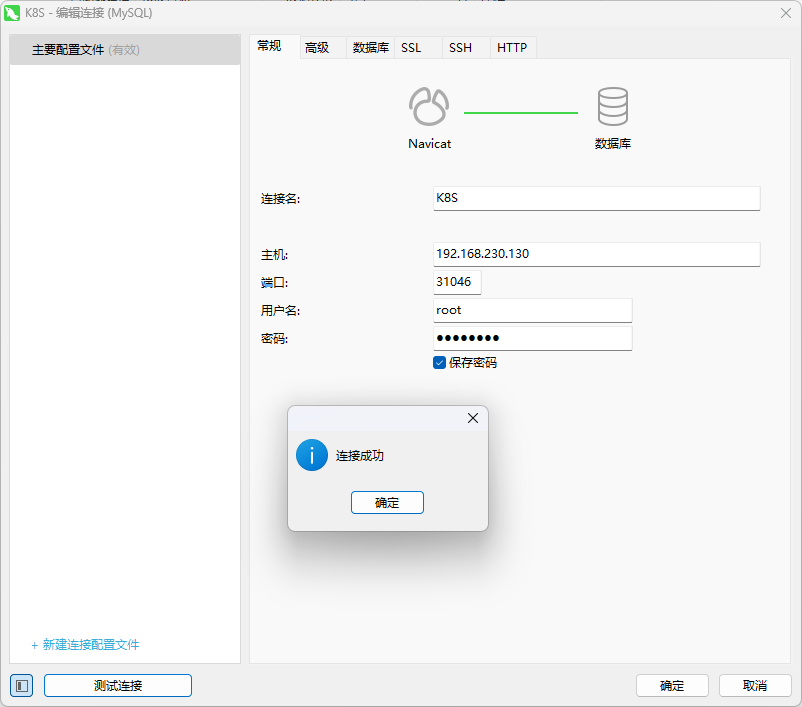 K8S - 编辑连接 (MySQL)
主要配置文件 (有效)
常规 高级 数据库 SSL SSH HTTP
Navicat 数据库
连接名: K8S
主机: 192.168.230.130
端口: 31046
用户名: root
密码: ●●●●●●●●
保存密码
连接成功
确定
+ 新建连接配置文件
测试连接 确定 取消